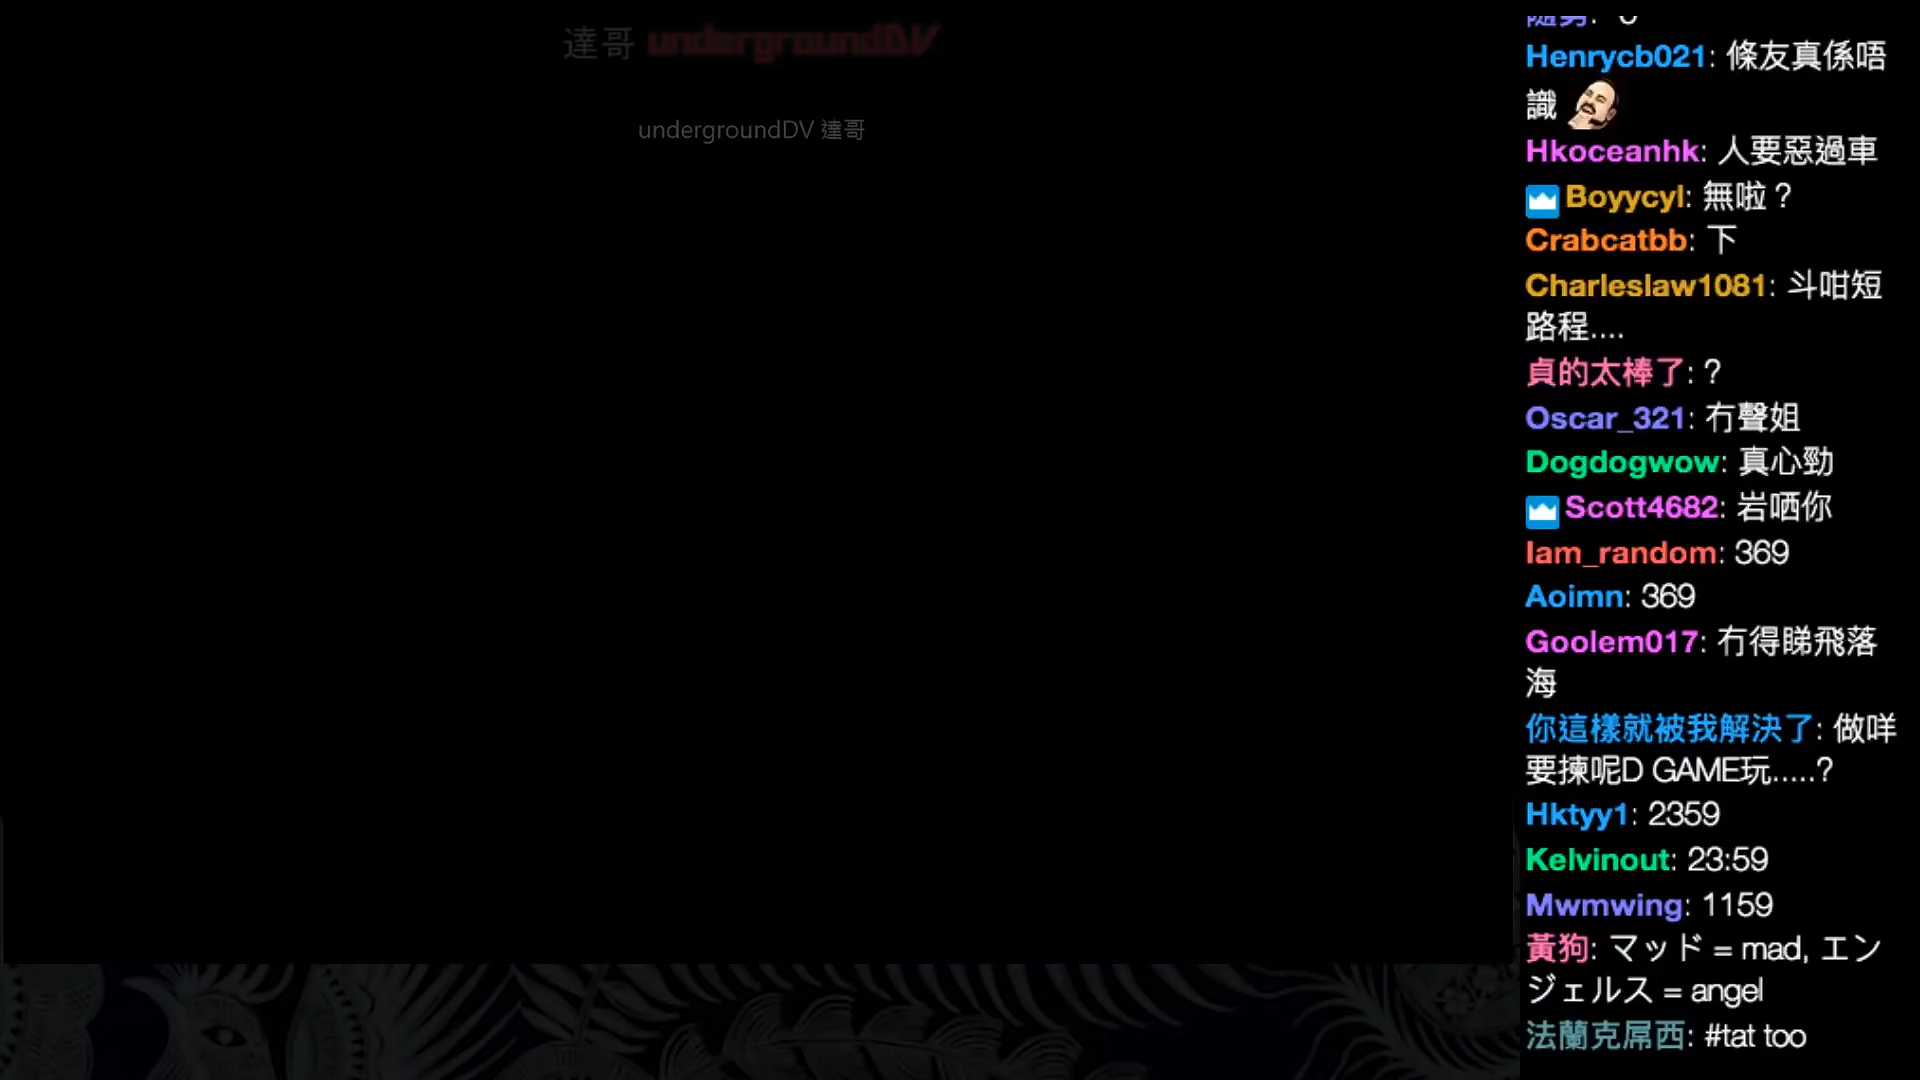 達哥 undergroundDV
undergroundDV 達哥
Henrycb021: 條友真係唔
識
Hkoceanhk: 人要惡過車
Boyycyl: 無啦？
Crabcatbb: 下
Charleslaw1081: 斗咁短
路程....
貞的太棒了: ?
Oscar_321: 冇聲姐
Dogdogwow: 真心勁
Scott4682: 岩哂你
Iam_random: 369
Aoimn: 369
Goolem017: 冇得睇飛落
海
你這樣就被我解決了: 做咩
要揀呢D GAME玩.....?
Hktyy1: 2359
Kelvinout: 23:59
Mwmwing: 1159
黃狗: マッド = mad, エン
ジェルス = angel
法蘭克屌西: #tat too